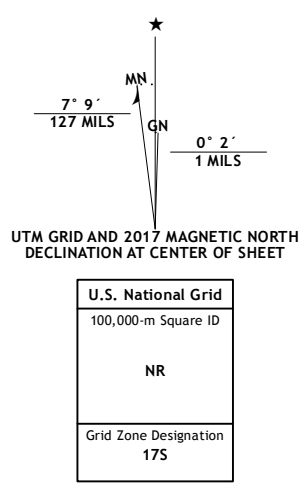 ★
MN
7° 9´
127 MILS
GN
0° 2´
1 MILS
UTM GRID AND 2017 MAGNETIC NORTH
DECLINATION AT CENTER OF SHEET
U.S. National Grid
100,000-m Square ID
NR
Grid Zone Designation
17S